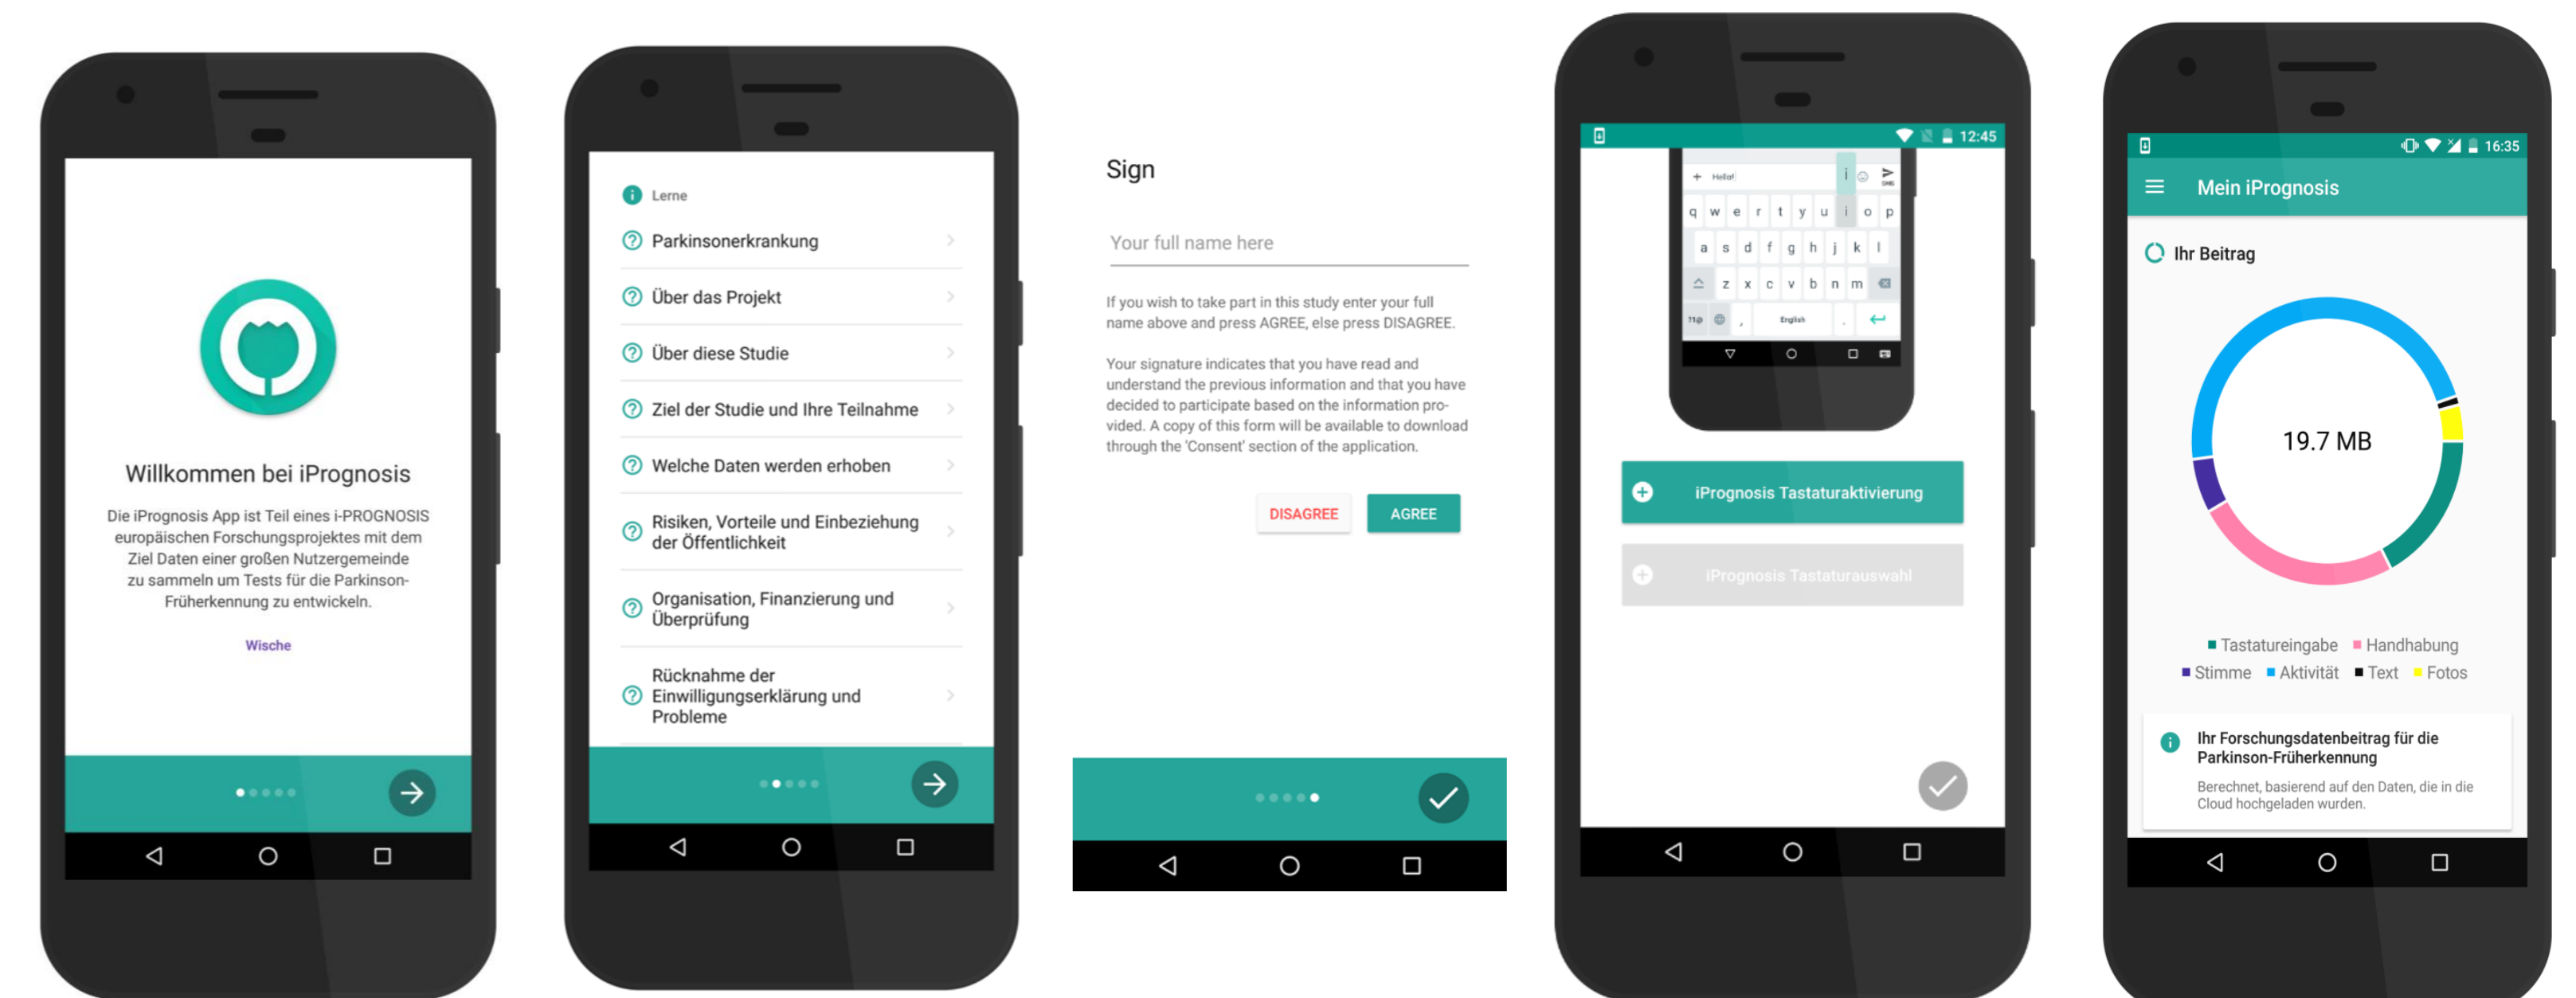 Willkommen bei iPrognosis
Die iPrognosis App ist Teil eines i-PROGNOSIS
europäischen Forschungsprojektes mit dem
Ziel Daten einer großen Nutzergemeinde
zu sammeln um Tests für die Parkinson-
Früherkennung zu entwickeln.
Wische
Lerne
Parkinsonerkrankung
Über das Projekt
Über diese Studie
Ziel der Studie und Ihre Teilnahme
Welche Daten werden erhoben
Risiken, Vorteile und Einbeziehung
der Öffentlichkeit
Organisation, Finanzierung und
Überprüfung
Rücknahme der
Einwilligungserklärung und
Probleme
Sign
Your full name here
If you wish to take part in this study enter your full
name above and press AGREE, else press DISAGREE.
Your signature indicates that you have read and
understand the previous information and that you have
decided to participate based on the information pro-
vided. A copy of this form will be available to download
through the 'Consent' section of the application.
DISAGREE AGREE
12:45
+ Hello! i SMS
q w e r t y u i o p
a s d f g h j k l
z x c v b n m
?1@ , English .
iPrognosis Tastaturaktivierung
iPrognosis Tastaturauswahl
16:35
Mein iPrognosis
Ihr Beitrag
19.7 MB
Tastatureingabe Handhabung
Stimme Aktivität Text Fotos
Ihr Forschungsdatenbeitrag für die
Parkinson-Früherkennung
Berechnet, basierend auf den Daten, die in die
Cloud hochgeladen wurden.